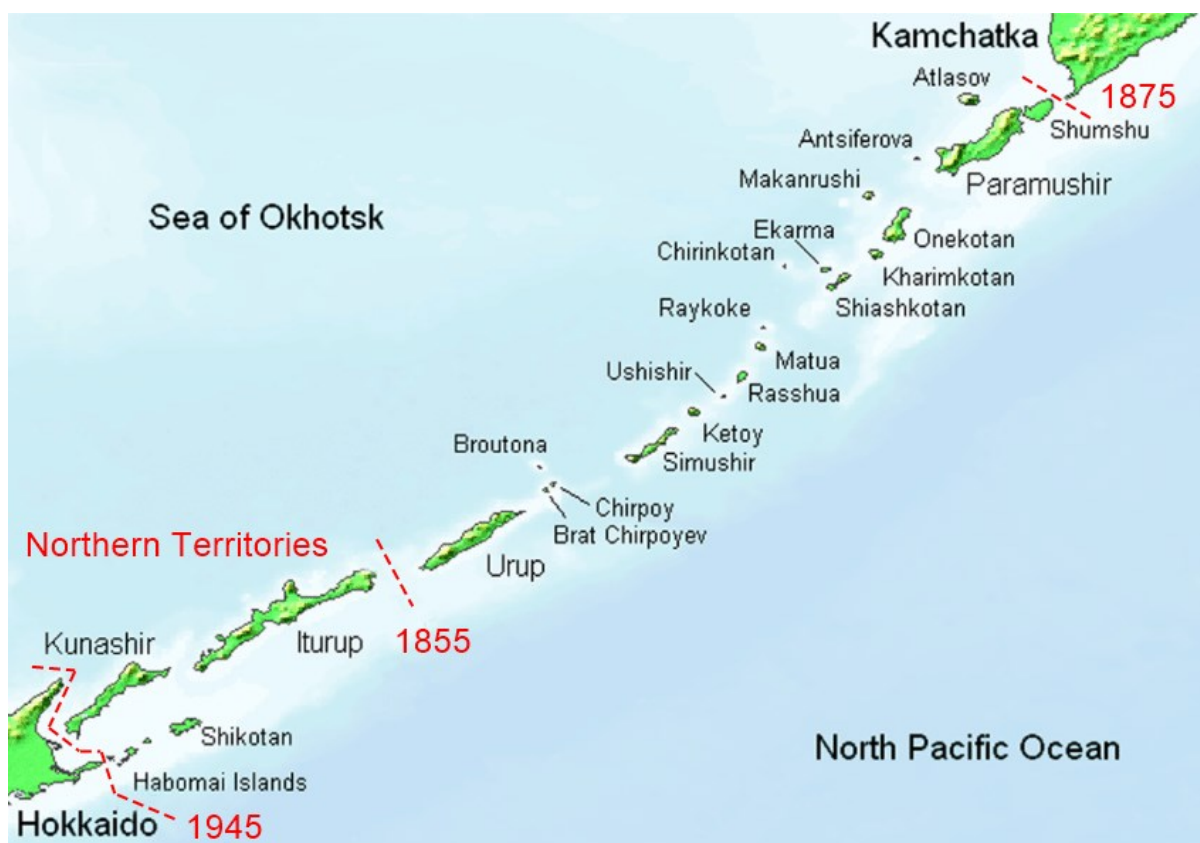 Kamchatka
Atlasov
1875
Shumshu
Antsiferova
Makanrushi
Paramushir
Sea of Okhotsk
Ekarma
Onekotan
Chirinkotan
Kharimkotan
Shiashkotan
Raykoke
Matua
Ushishir
Rasshua
Ketoy
Broutona
Simushir
Chirpoy
Brat Chirpoyev
Northern Territories
Urup
Kunashir
Iturup
1855
Shikotan
North Pacific Ocean
Habomai Islands
Hokkaido
1945